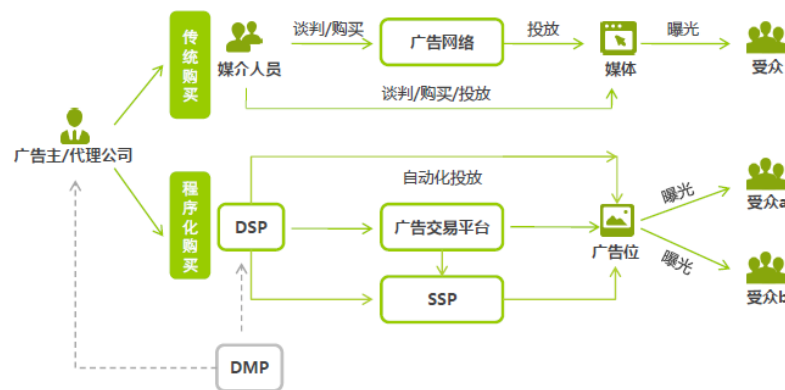 传统购买
媒介人员
谈判/购买
广告网络
投放
媒体
曝光
受众
谈判/购买/投放
广告主/代理公司
程序化购买
自动化投放
DSP
广告交易平台
SSP
广告位
曝光
受众a
曝光
受众b
DMP